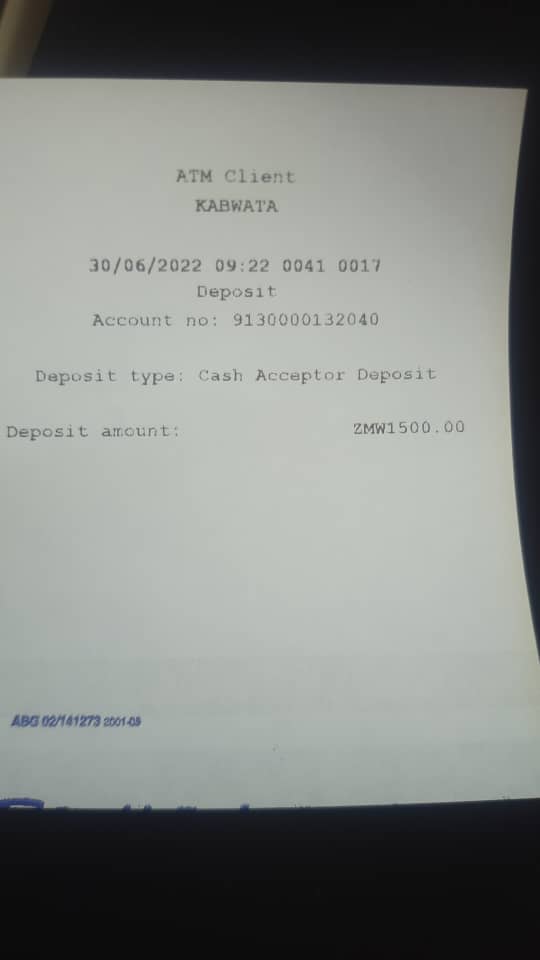 ATM Client
KABWATA
30/06/2022 09:22 0041 0017
Deposit
Account no: 9130000132040
Deposit type: Cash Acceptor Deposit
Deposit amount: ZMW1500.00
ABG 02/141273 2001-03